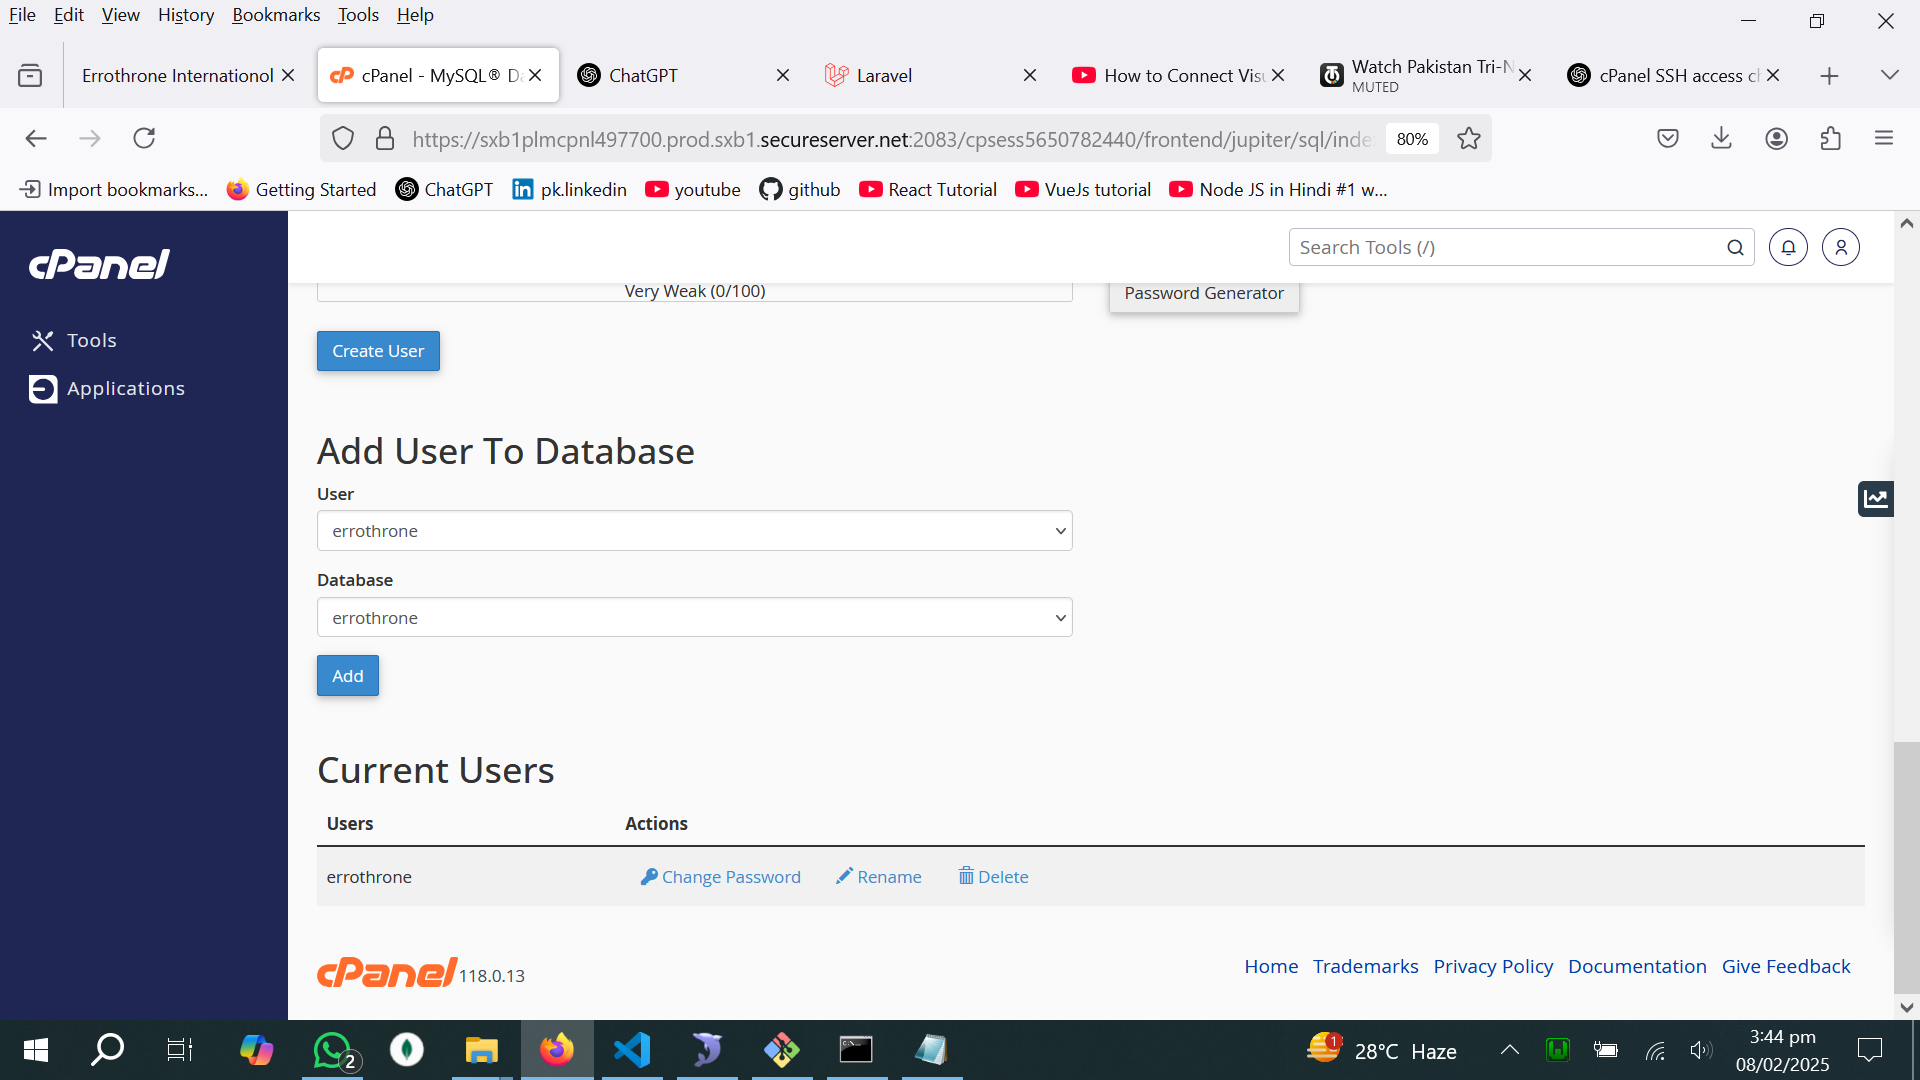 File Edit View History Bookmarks Tools Help
Errothrone Internationol
cPanel - MySQL® Da
ChatGPT
Laravel
How to Connect Visu
Watch Pakistan Tri-N
MUTED
cPanel SSH access ch
https://sxb1plmcpnl497700.prod.sxb1.secureserver.net:2083/cpsess5650782440/frontend/jupiter/sql/inde
80%
Import bookmarks...
Getting Started
ChatGPT
pk.linkedin
youtube
github
React Tutorial
VueJs tutorial
Node JS in Hindi #1 w...
cPanel
Search Tools (/)
Tools
Applications
Very Weak (0/100)
Password Generator
Create User
Add User To Database
User
errothrone
Database
errothrone
Add
Current Users
Users Actions
errothrone Change Password Rename Delete
cPanel 118.0.13
Home Trademarks Privacy Policy Documentation Give Feedback
2
1
28°C Haze
3:44 pm
08/02/2025